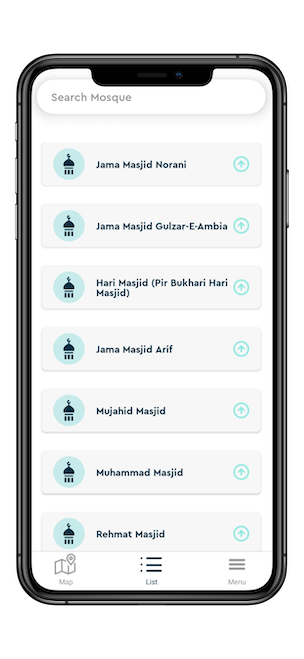 Search Mosque
Jama Masjid Norani
Jama Masjid Gulzar-E-Ambia
Hari Masjid (Pir Bukhari Hari
Masjid)
Jama Masjid Arif
Mujahid Masjid
Muhammad Masjid
Rehmat Masjid
Map
List
Menu